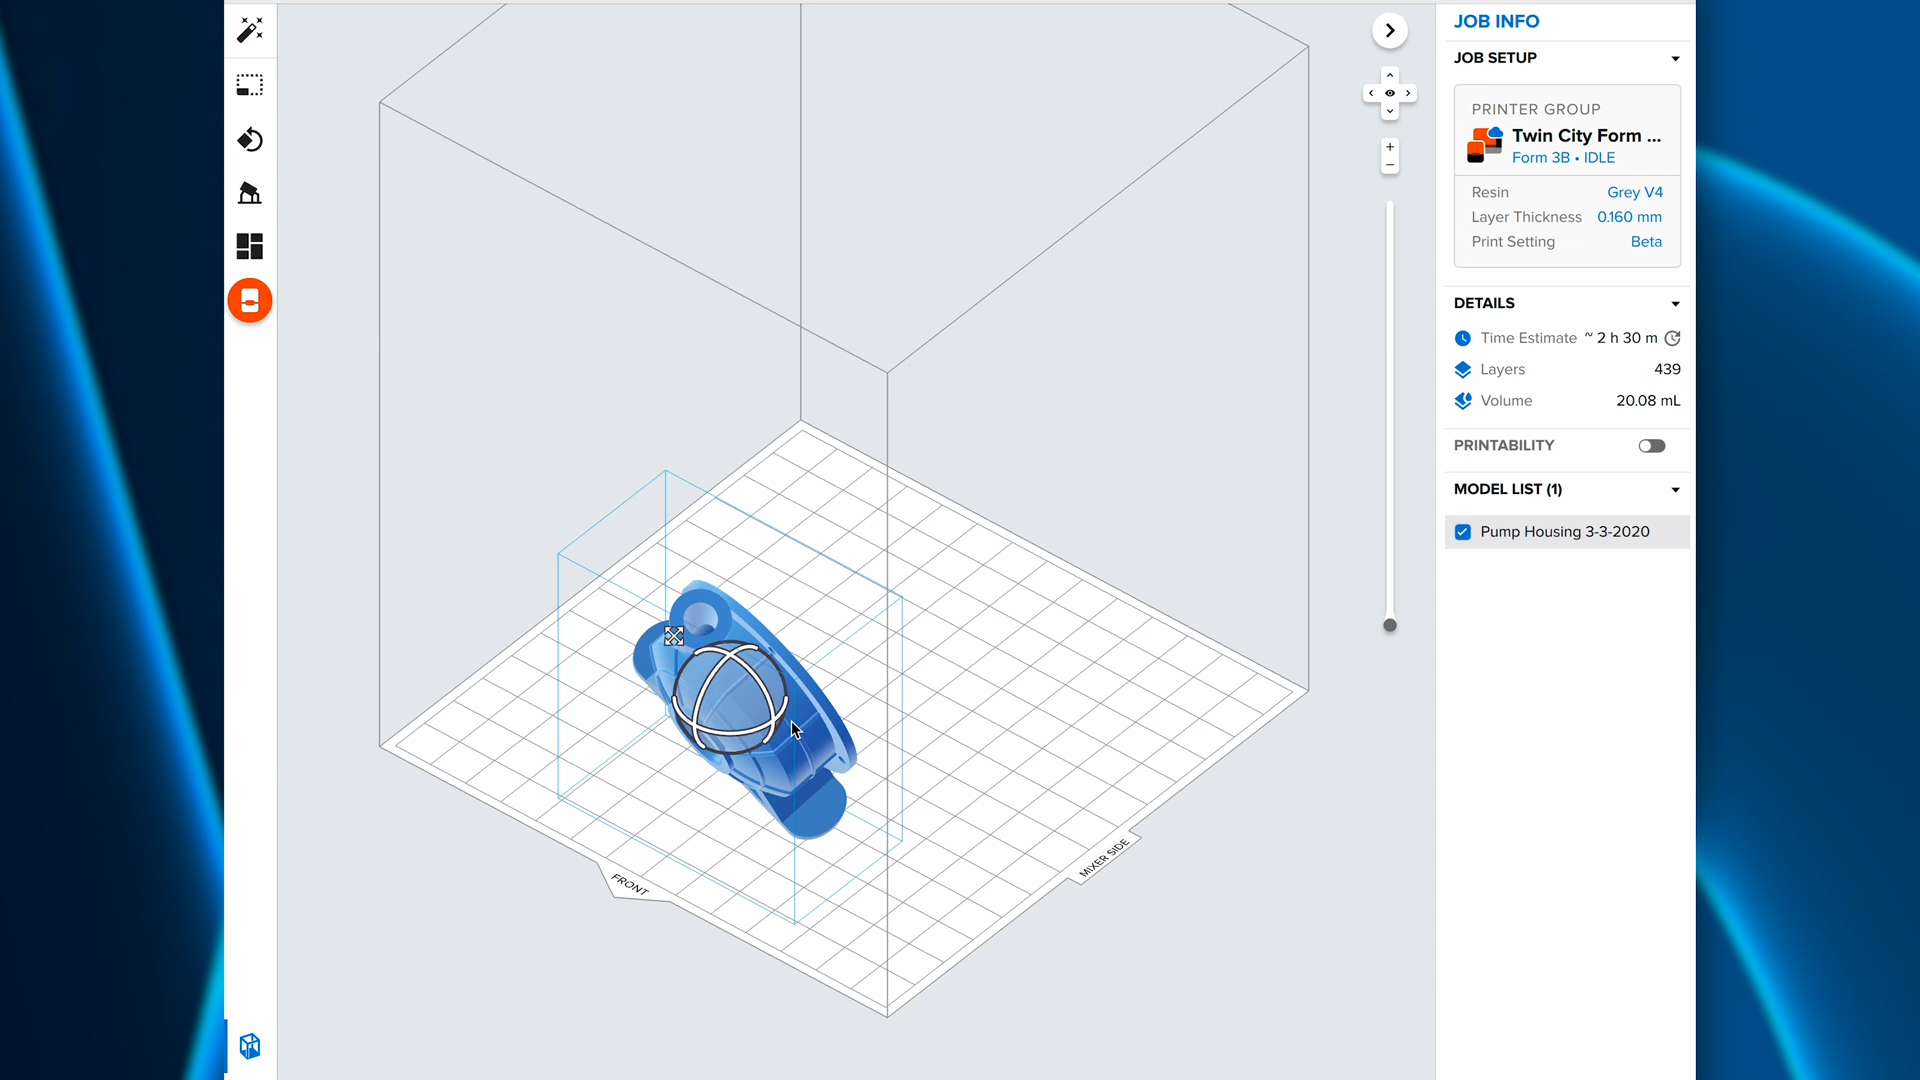 JOB INFO
JOB SETUP
PRINTER GROUP
Twin City Form ...
Form 3B • IDLE
Resin Grey V4
Layer Thickness 0.160 mm
Print Setting Beta
DETAILS
Time Estimate ~ 2 h 30 m
Layers 439
Volume 20.08 mL
PRINTABILITY
MODEL LIST (1)
Pump Housing 3-3-2020
FRONT
MIXER SIDE